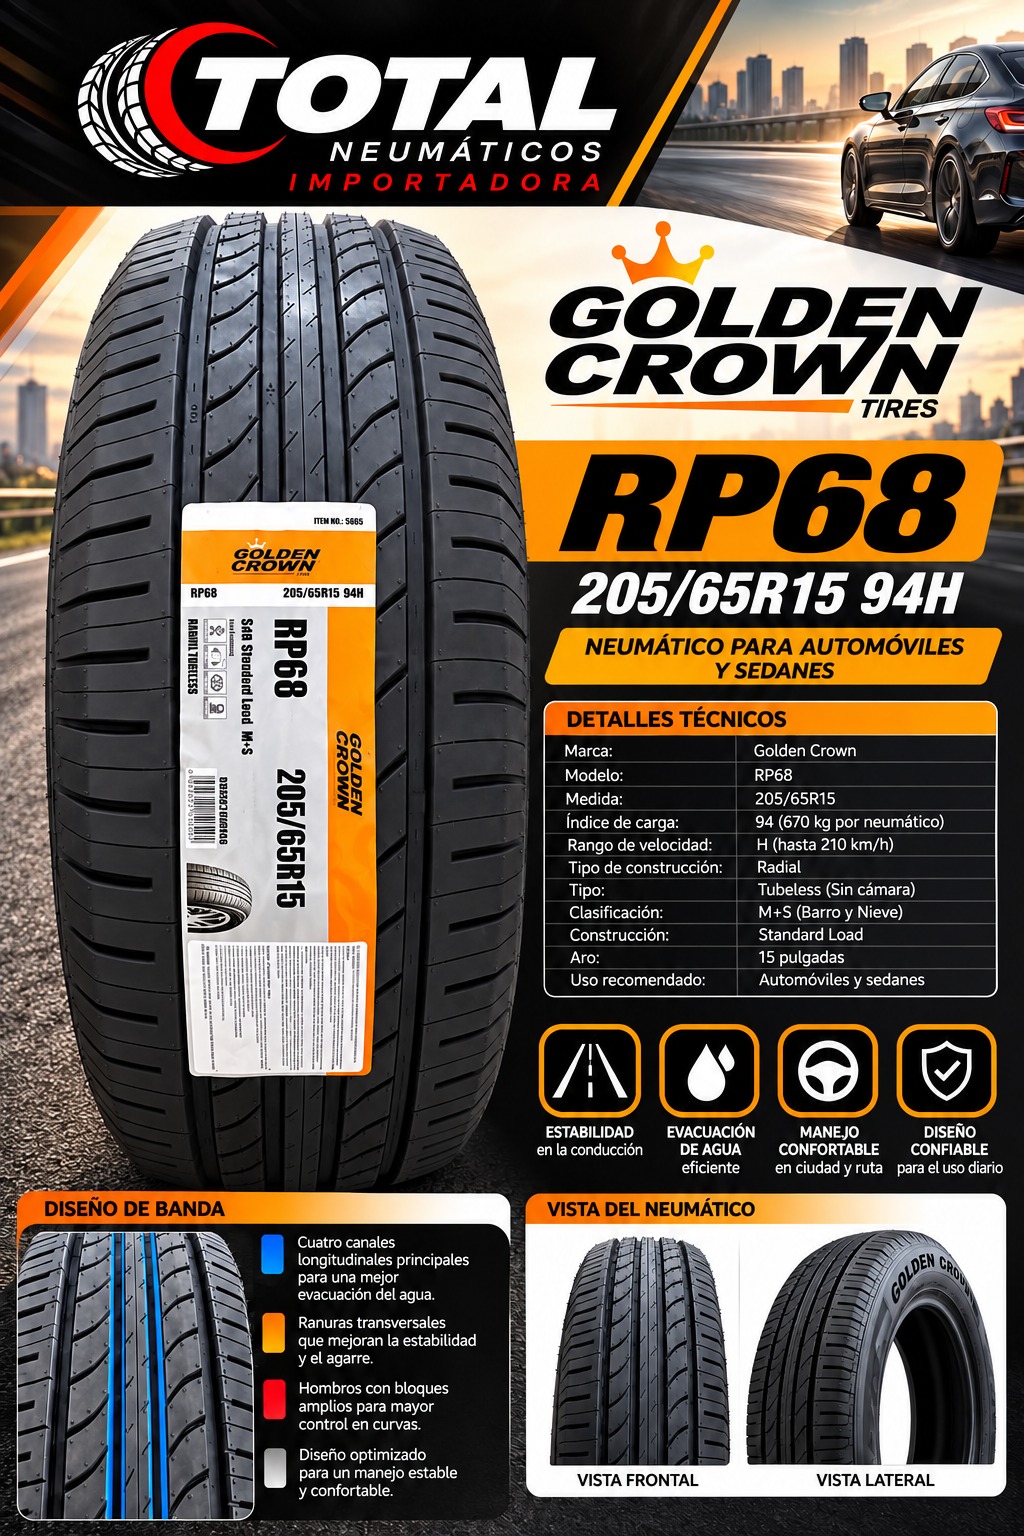 TOTAL
NEUMÁTICOS
IMPORTADORA
GOLDEN
CROWN
TIRES
RP68
205/65R15 94H
NEUMÁTICO PARA AUTOMÓVILES
Y SEDANES
ITEM NO.: 5665
GOLDEN
CROWN
RP68 205/65R15 94H
RP68 205/65R15
Standard M+S
GOLDEN
CROWN
DETALLES TÉCNICOS
Marca: Golden Crown
Modelo: RP68
Medida: 205/65R15
Índice de carga: 94 (670 kg por neumático)
Rango de velocidad: H (hasta 210 km/h)
Tipo de construcción: Radial
Tipo: Tubeless (Sin cámara)
Clasificación: M+S (Barro y Nieve)
Construcción: Standard Load
Aro: 15 pulgadas
Uso recomendado: Automóviles y sedanes
ESTABILIDAD
en la conducción
EVACUACIÓN
DE AGUA
eficiente
MANEJO
CONFORTABLE
en ciudad y ruta
DISEÑO
CONFIABLE
para el uso diario
DISEÑO DE BANDA
Cuatro canales
longitudinales principales
para una mejor
evacuación del agua.
Ranuras transversales
que mejoran la estabilidad
y el agarre.
Hombros con bloques
amplios para mayor
control en curvas.
Diseño optimizado
para un manejo estable
y confortable.
VISTA DEL NEUMÁTICO
GOLDEN CROWN
VISTA FRONTAL
VISTA LATERAL